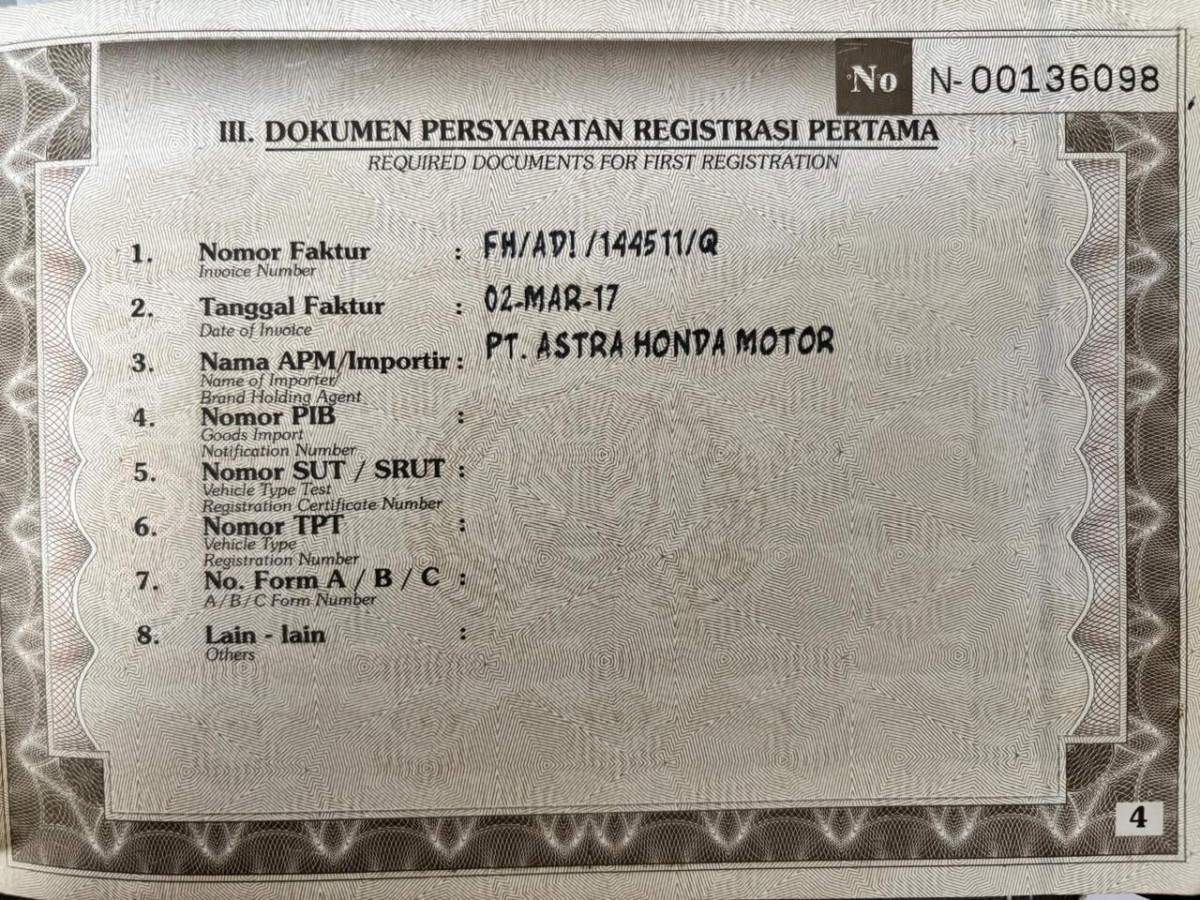 No N-00136098
III. DOKUMEN PERSYARATAN REGISTRASI PERTAMA
REQUIRED DOCUMENTS FOR FIRST REGISTRATION
1. Nomor Faktur : FH/AD! /144511/Q
Invoice Number
2. Tanggal Faktur : 02-MAR-17
Date of Invoice
3. Nama APM/Importir : PT. ASTRA HONDA MOTOR
Name of Importer/
Brand Holding Agent
4. Nomor PIB :
Goods Import
Notification Number
5. Nomor SUT / SRUT :
Vehicle Type Test
Registration Certificate Number
6. Nomor TPT :
Vehicle Type
Registration Number
7. No. Form A / B / C :
A/B/C Form Number
8. Lain - lain :
Others
4